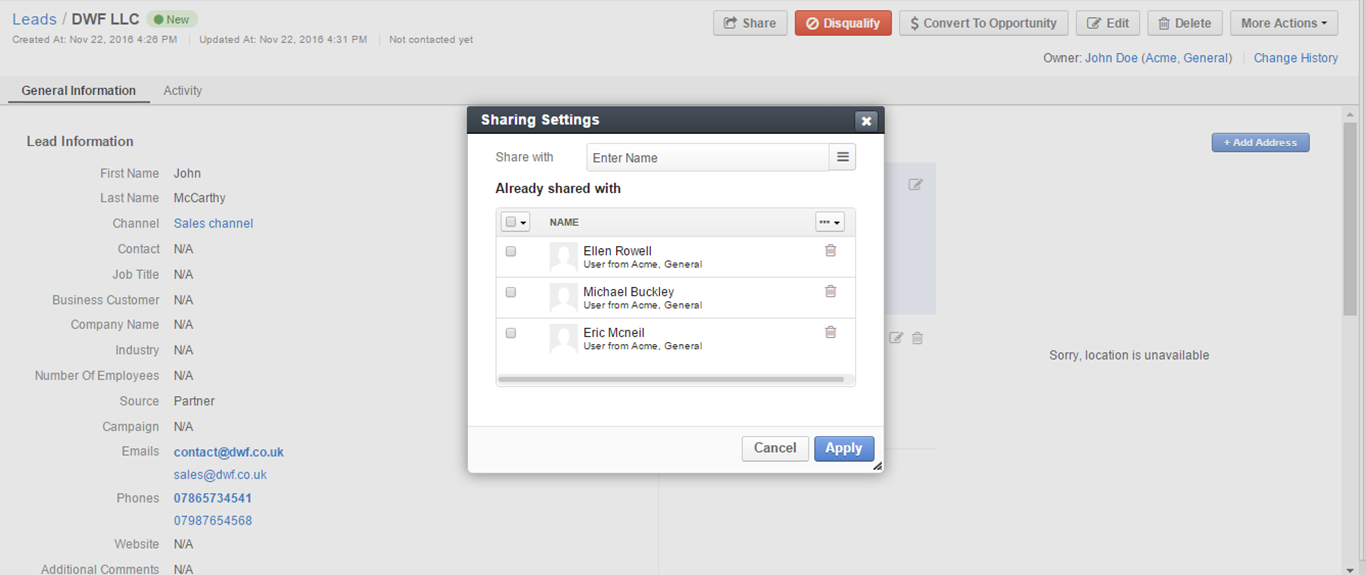 Leads / DWF LLC New
Share Disqualify $ Convert To Opportunity Edit Delete More Actions
Created At: Nov 22, 2016 4:26 PM Updated At: Nov 22, 2016 4:31 PM Not contacted yet
Owner: John Doe (Acme, General) Change History
General Information Activity
Lead Information
+ Add Address
First Name John
Last Name McCarthy
Channel Sales channel
Contact N/A
Job Title N/A
Business Customer N/A
Company Name N/A
Industry N/A
Number Of Employees N/A
Source Partner
Campaign N/A
Emails contact@dwf.co.uk
sales@dwf.co.uk
Phones 07865734541
07987654568
Website N/A
Additional Comments N/A
Sharing Settings
Share with Enter Name
Already shared with
NAME
Ellen Rowell
User from Acme, General
Michael Buckley
User from Acme, General
Eric Mcneil
User from Acme, General
Cancel Apply
Sorry, location is unavailable